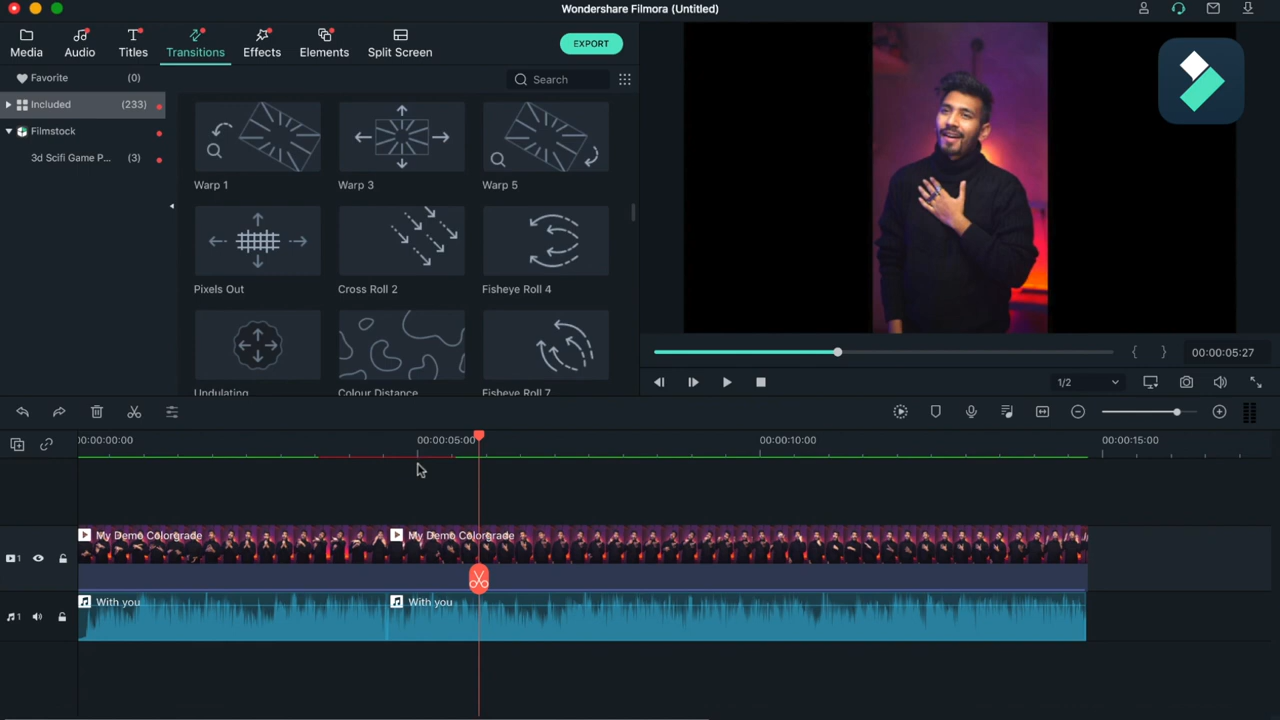 Wondershare Filmora (Untitled)
Media
Audio
Titles
Transitions
Effects
Elements
Split Screen
EXPORT
Favorite (0)
Search
Included (233)
Filmstock
3d Scifi Game P... (3)
Warp 1
Warp 3
Warp 5
Pixels Out
Cross Roll 2
Fisheye Roll 4
Undulating
Colour Distance
Fisheye Roll 7
{ } 00:00:05:27
1/2
00:00:00:00
00:00:05:00
00:00:10:00
00:00:15:00
My Demo Colorgrade
My Demo Colorgrade
1
With you
With you
1